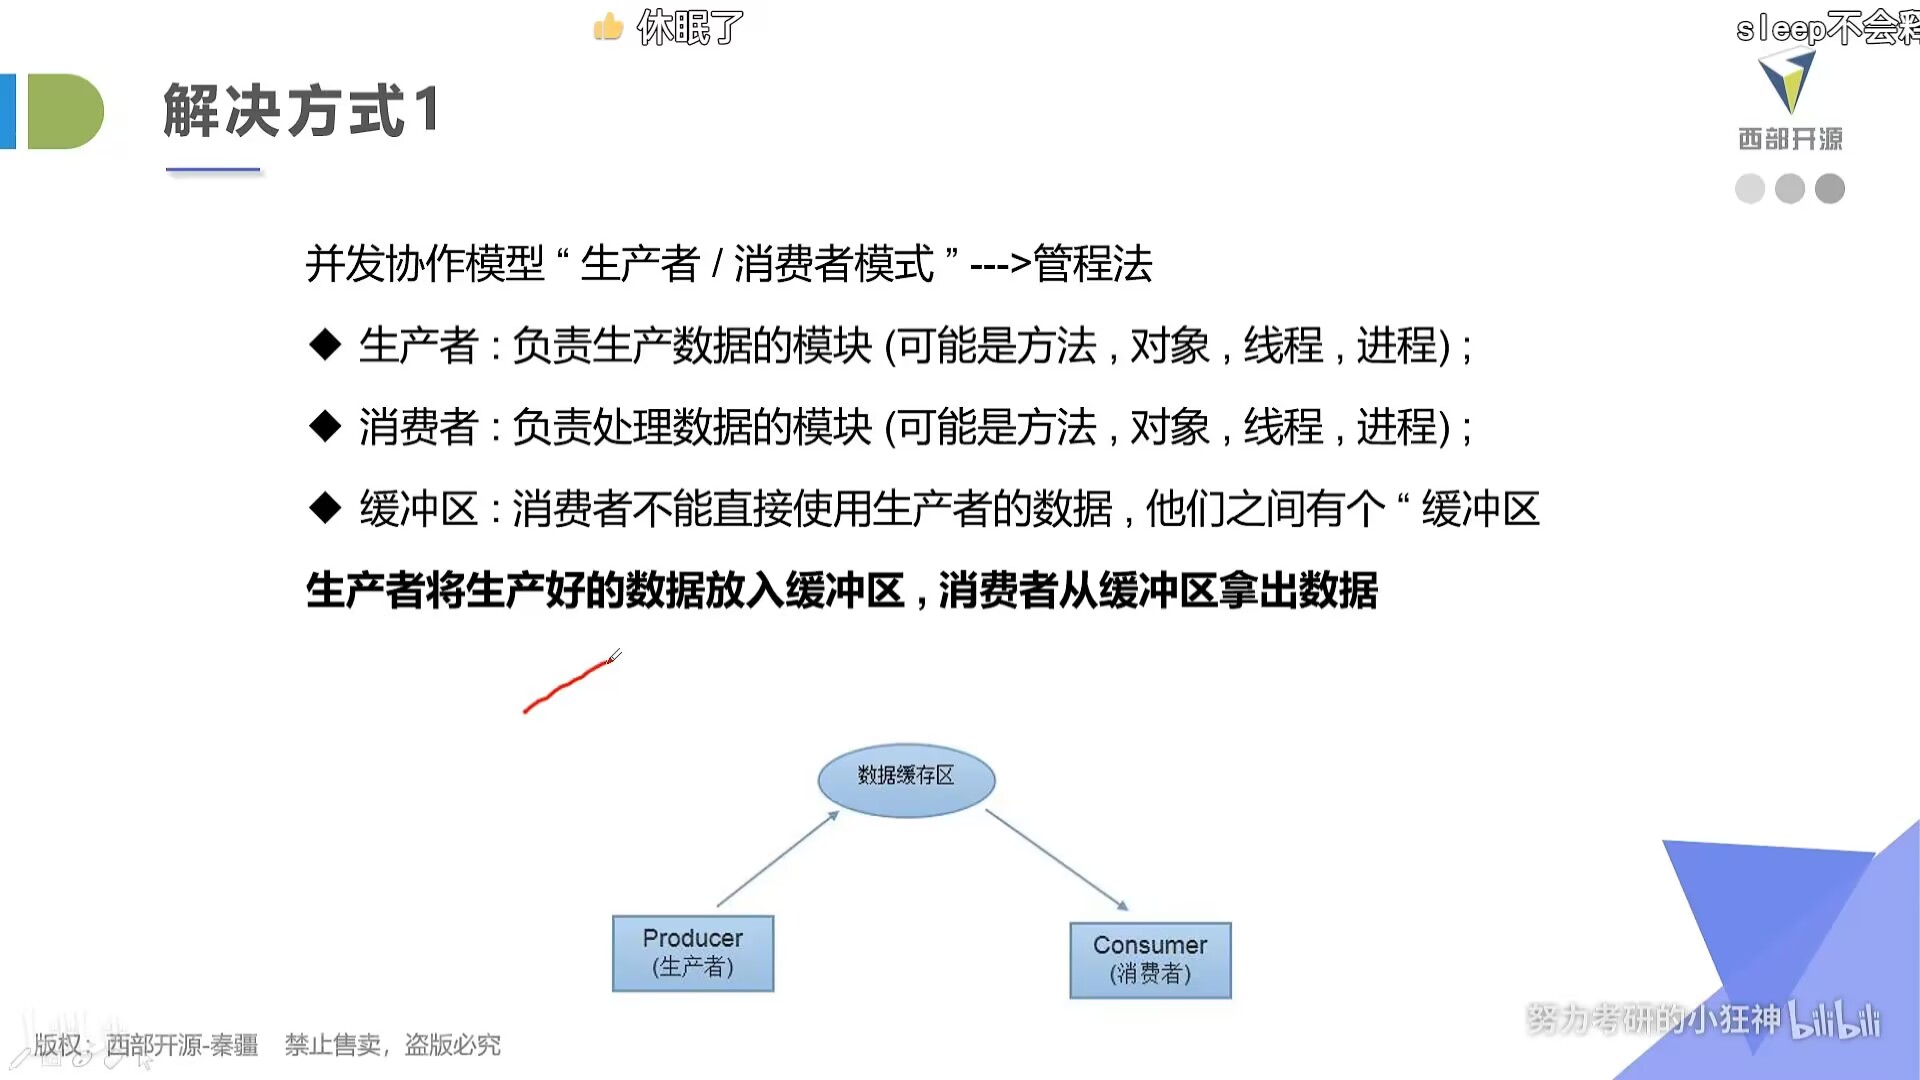 休眠了
sleep不会
解决方式1
西部开源
并发协作模型 “ 生产者 / 消费者模式 ” --->管程法
◆ 生产者 : 负责生产数据的模块 (可能是方法 , 对象 , 线程 , 进程) ;
◆ 消费者 : 负责处理数据的模块 (可能是方法 , 对象 , 线程 , 进程) ;
◆ 缓冲区 : 消费者不能直接使用生产者的数据 , 他们之间有个 “ 缓冲区
生产者将生产好的数据放入缓冲区 , 消费者从缓冲区拿出数据
数据缓存区
Producer
(生产者)
Consumer
(消费者)
努力考研的小狂神 bilibili
版权：西部开源-秦疆 禁止售卖，盗版必究